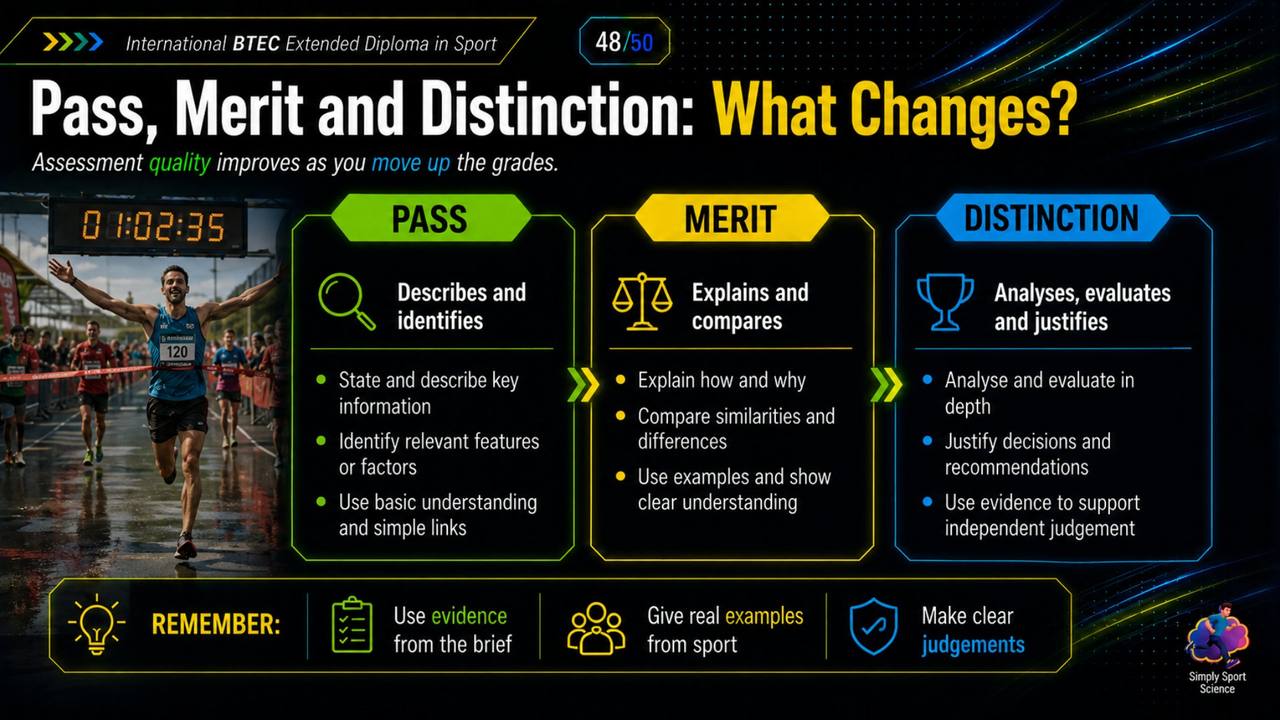 International BTEC Extended Diploma in Sport
48/50
Pass, Merit and Distinction: What Changes?
Assessment quality improves as you move up the grades.
01:02:35
120
PASS
Describes and
identifies
State and describe key
information
Identify relevant features
or factors
Use basic understanding
and simple links
MERIT
Explains and
compares
Explain how and why
Compare similarities and
differences
Use examples and show
clear understanding
DISTINCTION
Analyses, evaluates
and justifies
Analyse and evaluate in
depth
Justify decisions and
recommendations
Use evidence to support
independent judgement
REMEMBER:
Use evidence
from the brief
Give real examples
from sport
Make clear
judgements
Simply Sport
Science